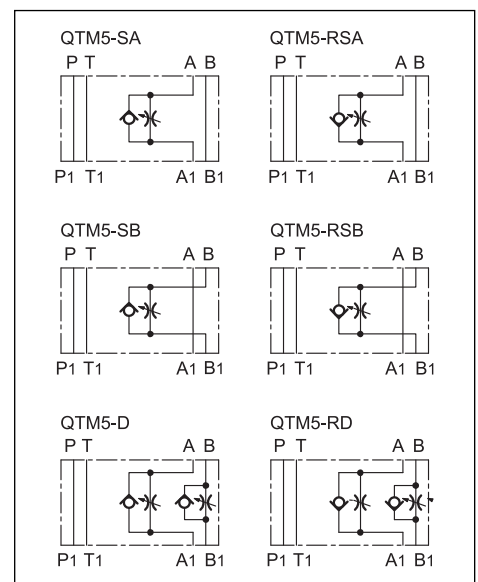 QTM5-SA
P T A B
P1 T1 A1 B1
QTM5-RSA
P T A B
P1 T1 A1 B1
QTM5-SB
P T A B
P1 T1 A1 B1
QTM5-RSB
P T A B
P1 T1 A1 B1
QTM5-D
P T A B
P1 T1 A1 B1
QTM5-RD
P T A B
P1 T1 A1 B1